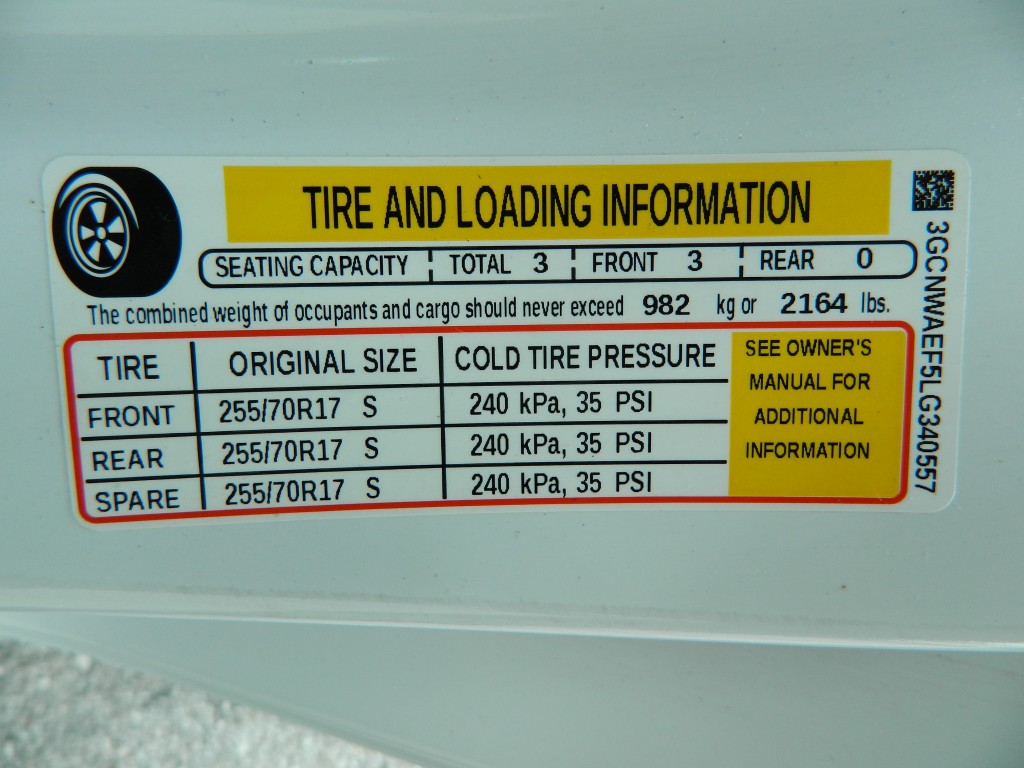 TIRE AND LOADING INFORMATION
SEATING CAPACITY TOTAL 3 FRONT 3 REAR 0
The combined weight of occupants and cargo should never exceed 982 kg or 2164 lbs.
TIRE ORIGINAL SIZE COLD TIRE PRESSURE
FRONT 255/70R17 S 240 kPa, 35 PSI
REAR 255/70R17 S 240 kPa, 35 PSI
SPARE 255/70R17 S 240 kPa, 35 PSI
SEE OWNER'S
MANUAL FOR
ADDITIONAL
INFORMATION
3GCNWAEF5LG340557